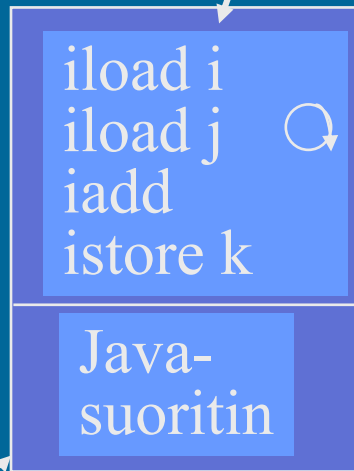 iload i
iload j
iadd
istore k
Java-
suoritin